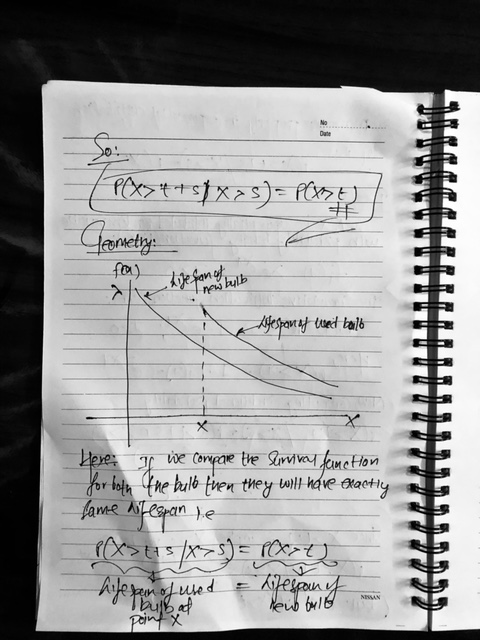 No
Date
So:
P(X>t+s|X>s) = P(X>t)
Geometry:
f(x)
λ
Lifespan of
new bulb
Lifespan of used bulb
X
X
Here: If we compare the survival function
for both the bulb then they will have exactly
same lifespan i.e
P(X>t+s/X>s) = P(X>t)
Lifespan of used = Lifespan of
bulb at new bulb
point X
NISSAN